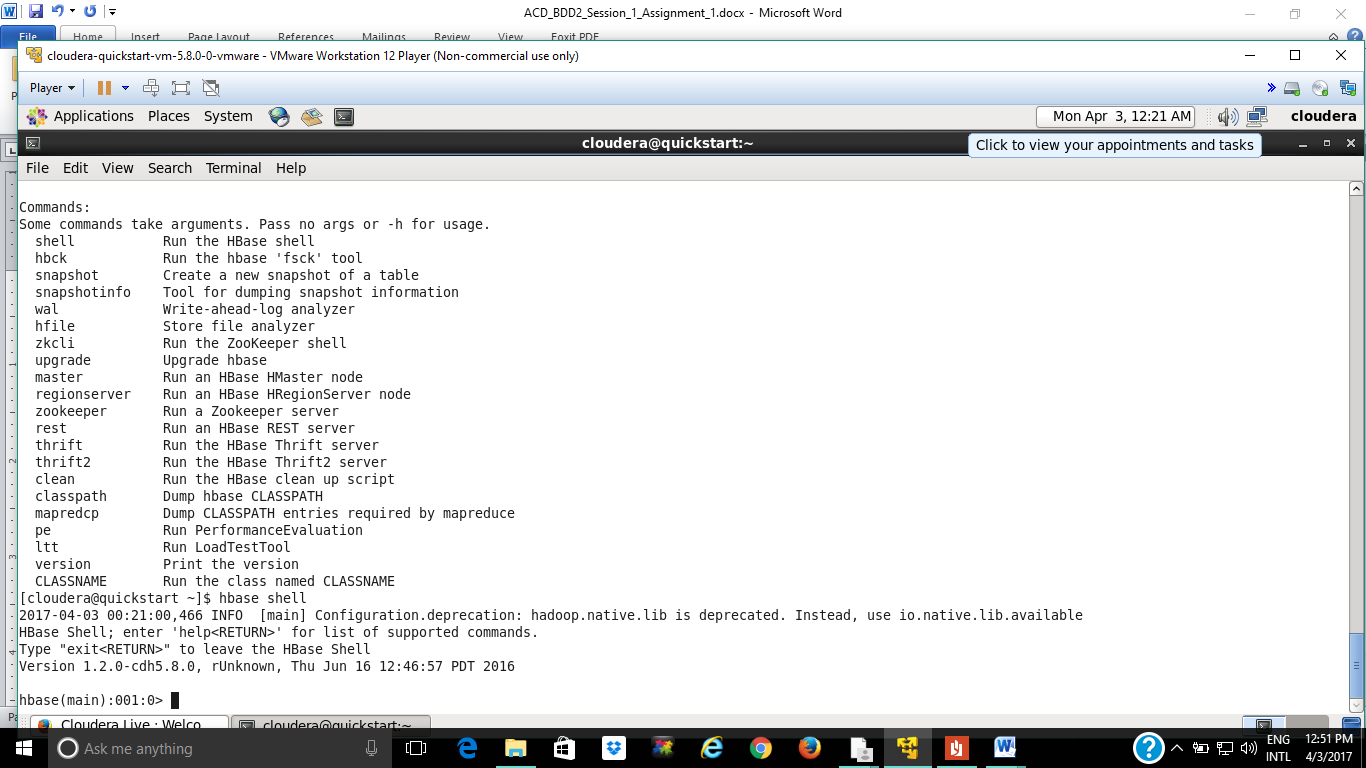 ACD_BDD2_Session_1_Assignment_1.docx - Microsoft Word
File Home Insert Page Layout References Mailings Review View Foxit PDF
cloudera-quickstart-vm-5.8.0-0-vmware - VMware Workstation 12 Player (Non-commercial use only)
Player
Applications Places System Mon Apr 3, 12:21 AM cloudera
cloudera@quickstart:~
Click to view your appointments and tasks
File Edit View Search Terminal Help
Commands:
Some commands take arguments. Pass no args or -h for usage.
shell Run the HBase shell
hbck Run the hbase 'fsck' tool
snapshot Create a new snapshot of a table
snapshotinfo Tool for dumping snapshot information
wal Write-ahead-log analyzer
hfile Store file analyzer
zkcli Run the ZooKeeper shell
upgrade Upgrade hbase
master Run an HBase HMaster node
regionserver Run an HBase HRegionServer node
zookeeper Run a Zookeeper server
rest Run an HBase REST server
thrift Run the HBase Thrift server
thrift2 Run the HBase Thrift2 server
clean Run the HBase clean up script
classpath Dump hbase CLASSPATH
mapredcp Dump CLASSPATH entries required by mapreduce
pe Run PerformanceEvaluation
ltt Run LoadTestTool
version Print the version
CLASSNAME Run the class named CLASSNAME
[cloudera@quickstart ~]$ hbase shell
2017-04-03 00:21:00,466 INFO [main] Configuration.deprecation: hadoop.native.lib is deprecated. Instead, use io.native.lib.available
HBase Shell; enter 'help<RETURN>' for list of supported commands.
Type "exit<RETURN>" to leave the HBase Shell
Version 1.2.0-cdh5.8.0, rUnknown, Thu Jun 16 12:46:57 PDT 2016
hbase(main):001:0>
Cloudera Live : Welco... cloudera@quickstart:~
Ask me anything
ENG 12:51 PM
INTL 4/3/2017